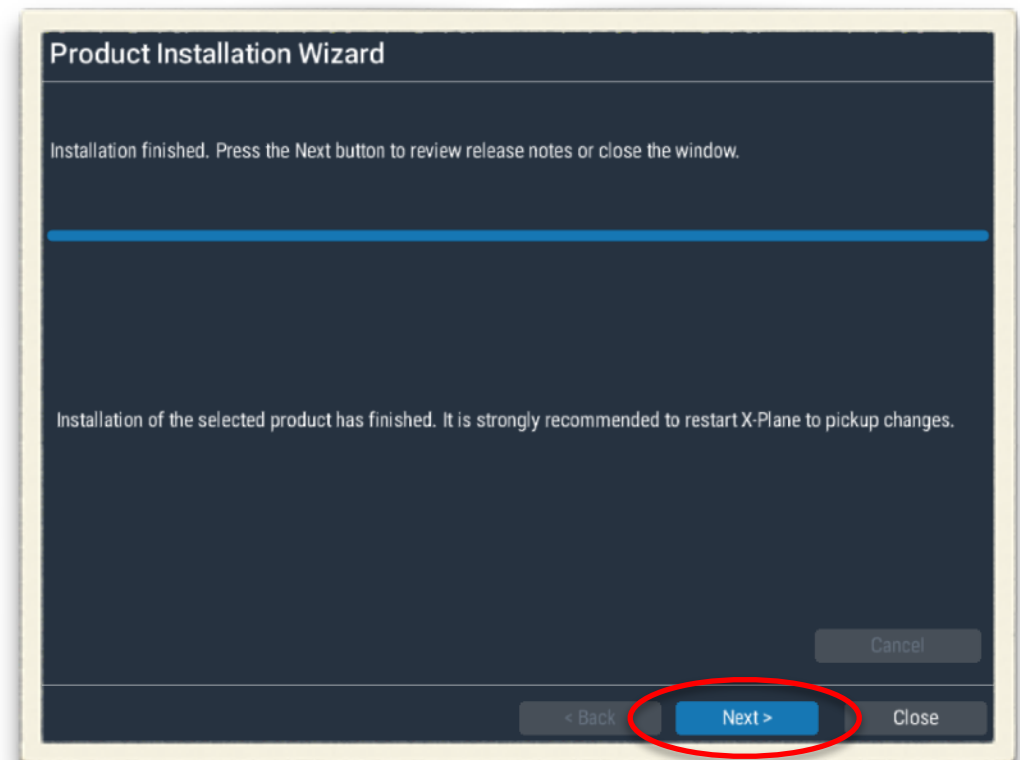 Product Installation Wizard
Installation finished. Press the Next button to review release notes or close the window.
Installation of the selected product has finished. It is strongly recommended to restart X-Plane to pickup changes.
Cancel
< Back
Next >
Close